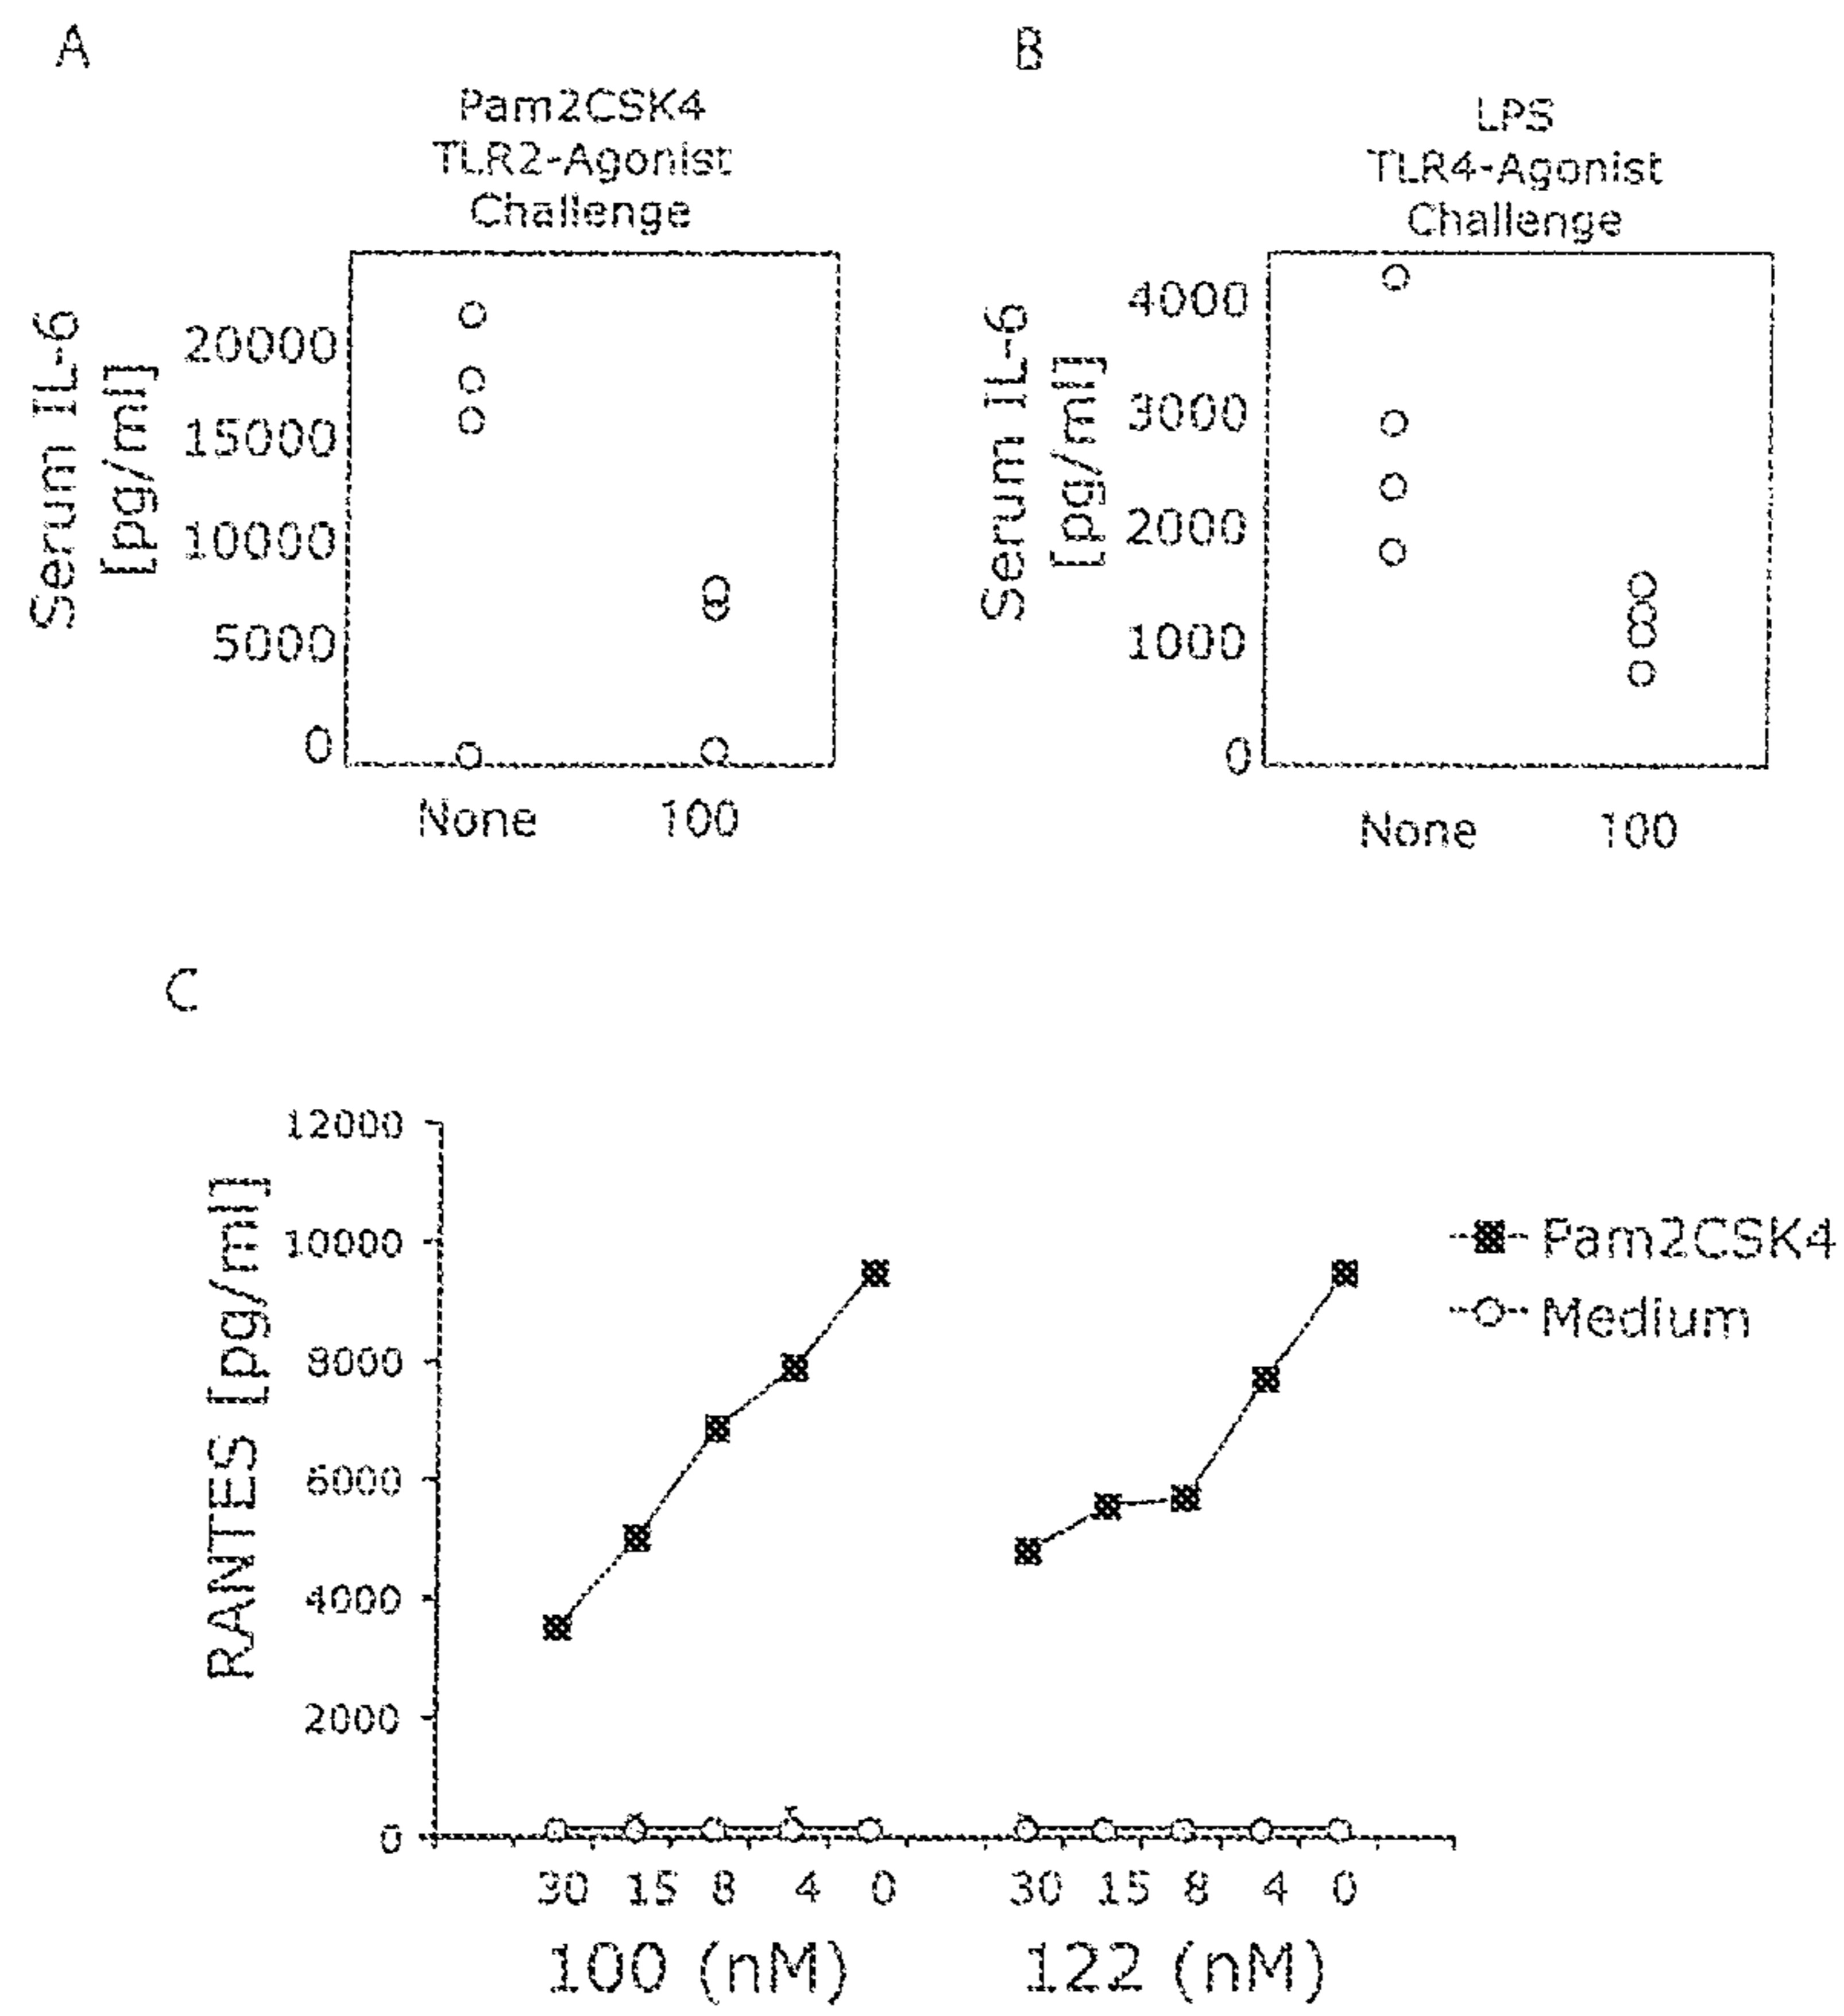 A
Pam2CSK4
TLR2-Agonist
Challenge
Serum IL-6
[pg/ml]
20000
15000
10000
5000
0
None 100
B
LPS
TLR4-Agonist
Challenge
Serum IL-6
[pg/ml]
4000
3000
2000
1000
0
None 100
C
RANTES [pg/ml]
12000
10000
8000
6000
4000
2000
0
30 15 8 4 0
100 (nM)
30 15 8 4 0
122 (nM)
Pam2CSK4
Medium